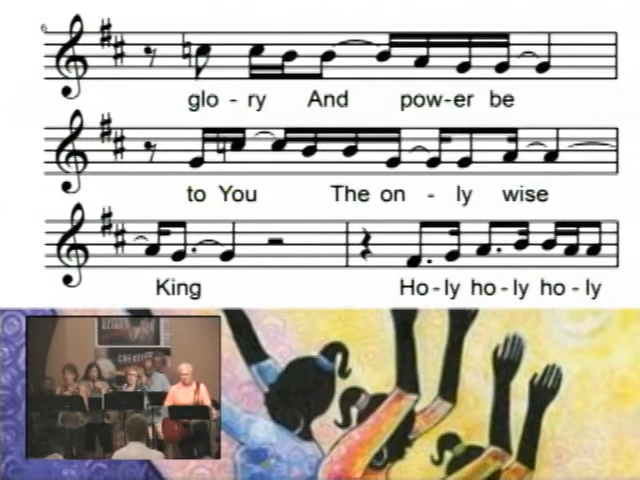 6
glo - ry And pow-er be
to You The on - ly wise
King Ho-ly ho-ly ho-ly